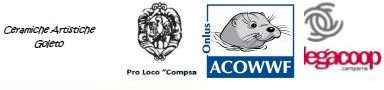 Ceramiche Artistiche
Goleto
Pro Loco "Compsa
Onlus
ACOWWF
legacoop
campania